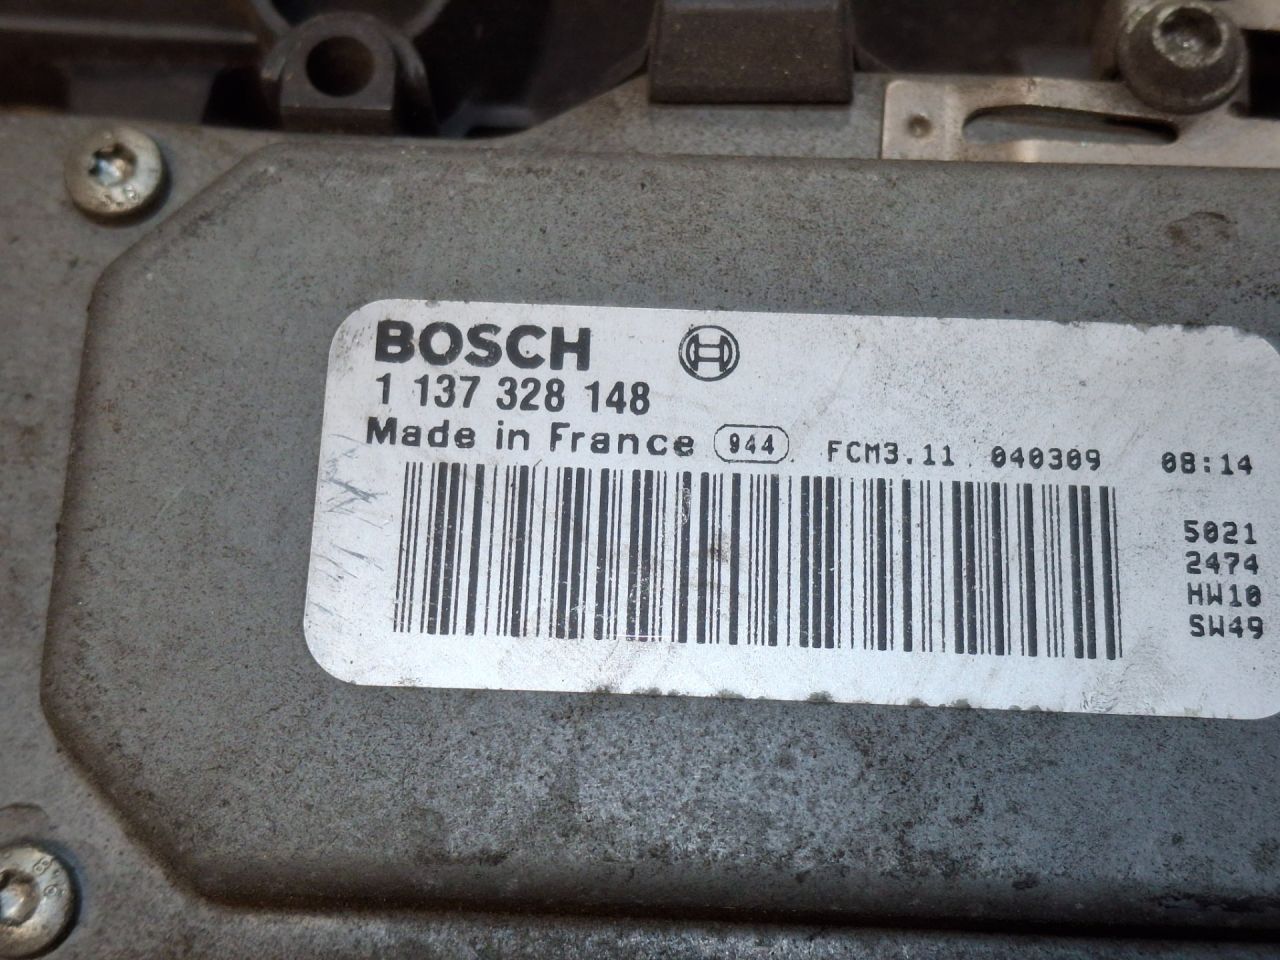 BOSCH
1 137 328 148
Made in France 944 FCM3.11 040309 08:14
5021
2474
HW10
SW49